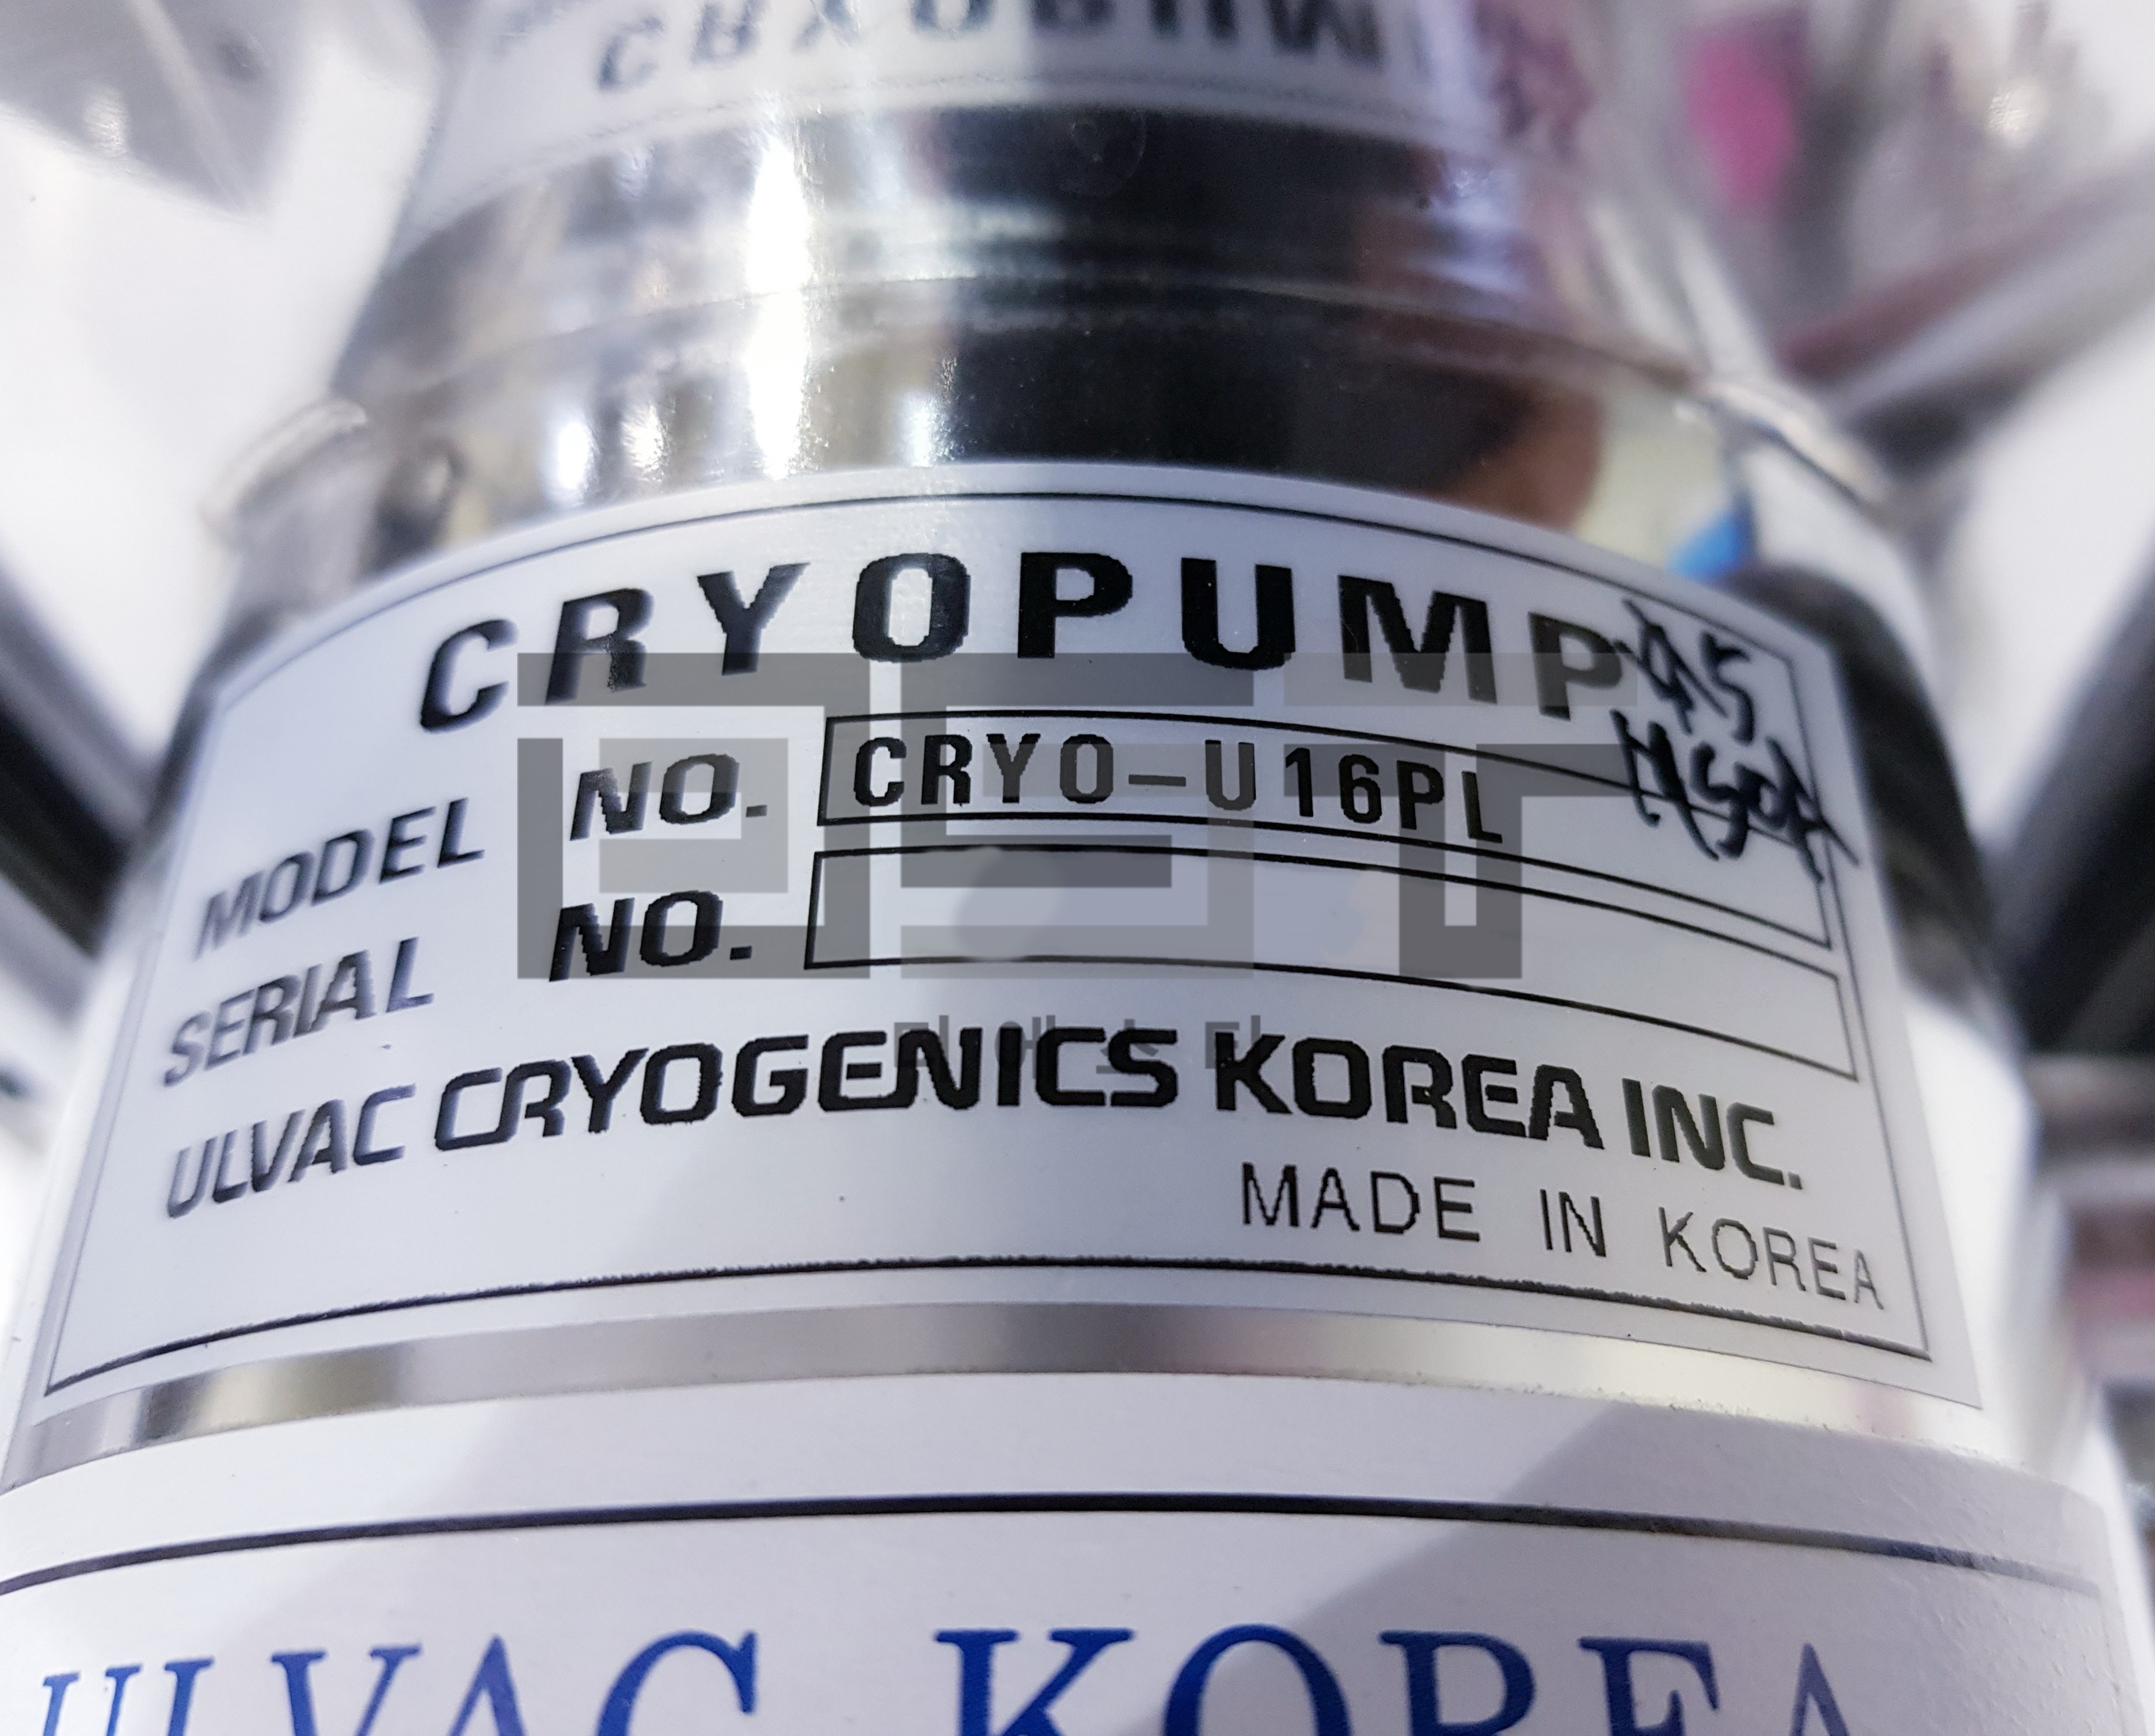 CRYOPUMP
MODEL NO. CRYO-U16PL
SERIAL NO.
ULVAC CRYOGENICS KOREA INC.
MADE IN KOREA
ULVAC KOREA